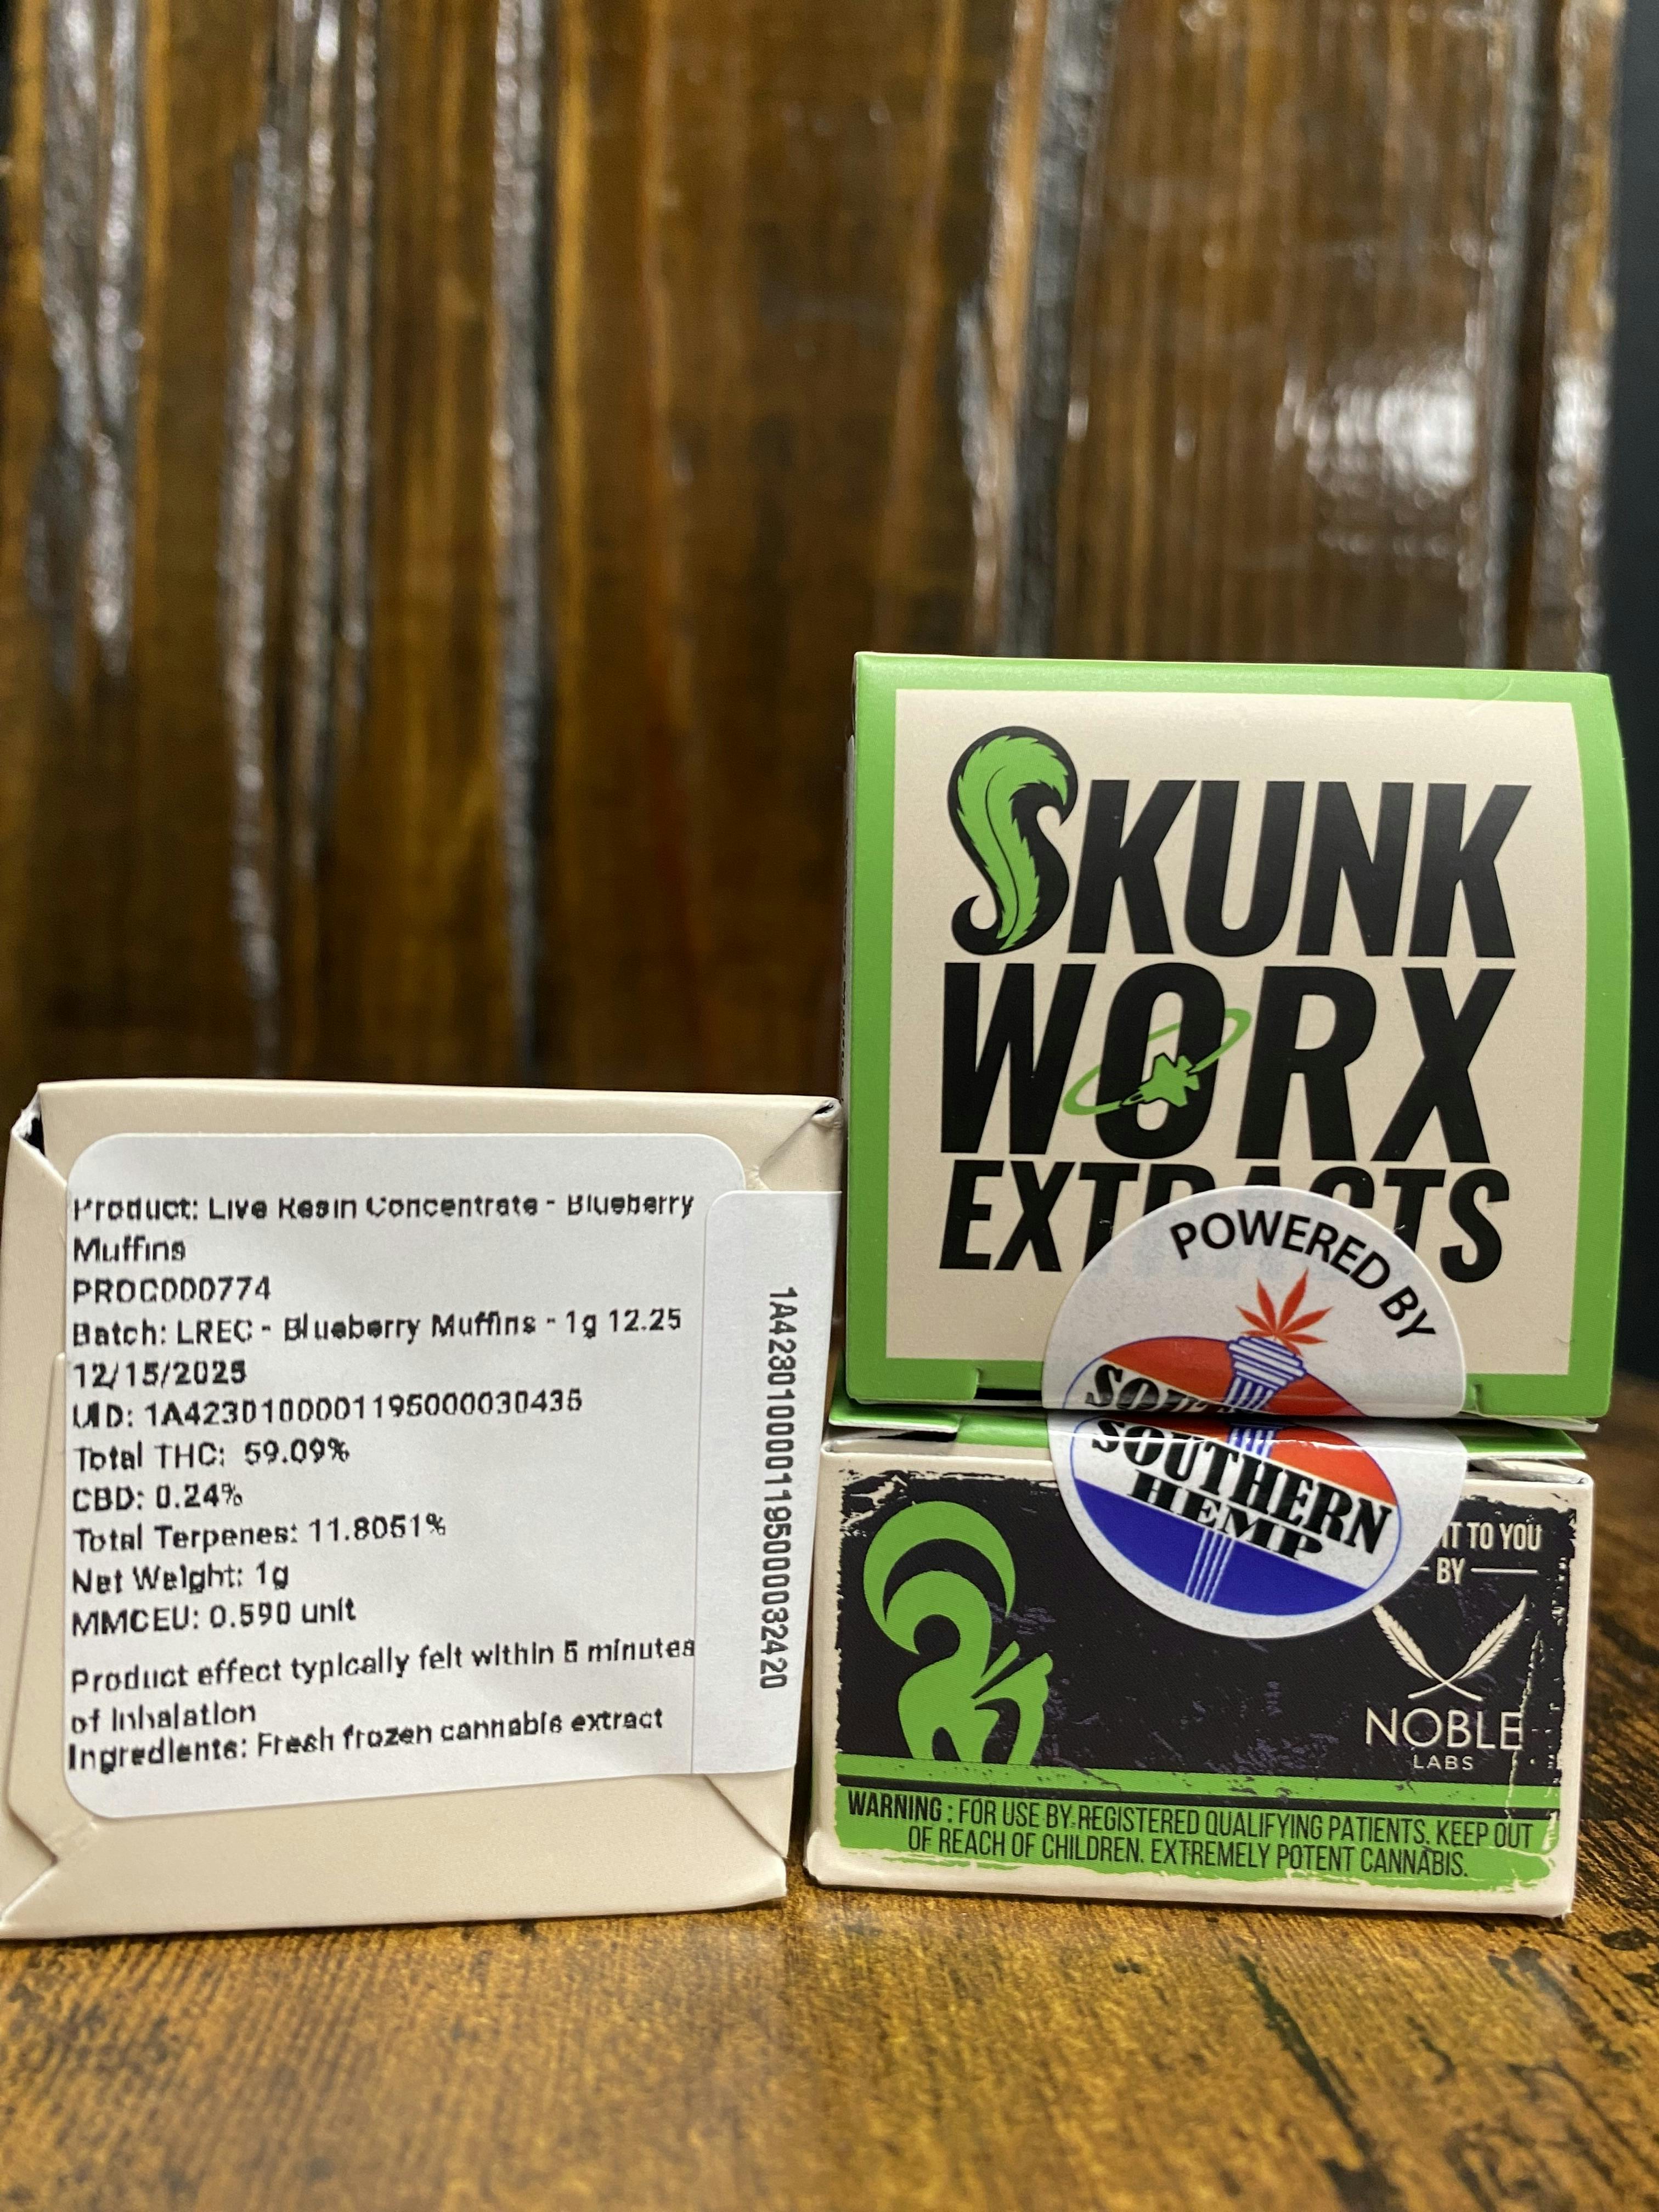 Product: Live Resin Concentrate - Blueberry
Muffins
PROC000774
Batch: LREC - Blueberry Muffins - 1g 12.25
12/15/2025
UID: 1A4230100001195000030435
Total THC: 59.09%
CBD: 0.24%
Total Terpenes: 11.8051%
Net Weight: 1g
MMCEU: 0.590 unit
Product effect typically felt within 5 minutes
of inhalation
Ingredients: Fresh frozen cannabis extract
1A4230100001195000032420
SKUNK
WORX
EXTRACTS
POWERED BY
SOUTHERN
HEMP
IT TO YOU
BY
NOBLE
LABS
WARNING : FOR USE BY REGISTERED QUALIFYING PATIENTS. KEEP OUT
OF REACH OF CHILDREN. EXTREMELY POTENT CANNABIS.